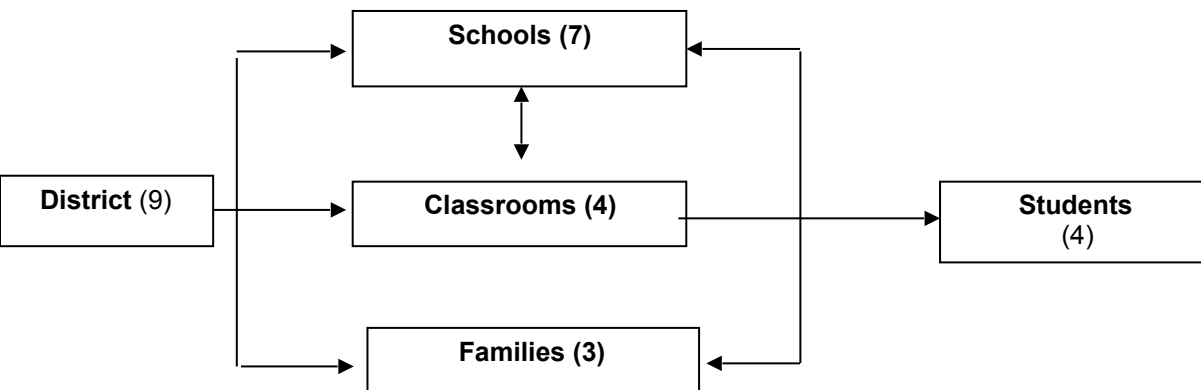 Schools (7)
District (9)
Classrooms (4)
Students
(4)
Families (3)